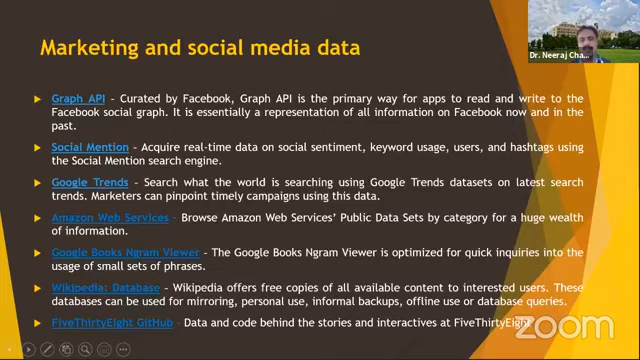 Marketing and social media data
Dr. Neeraj Cha...
Graph API – Curated by Facebook, Graph API is the primary way for apps to read and write to the
Facebook social graph. It is essentially a representation of all information on Facebook now and in the
past.
Social Mention – Acquire real-time data on social sentiment, keyword usage, users, and hashtags using
the Social Mention search engine.
Google Trends – Search what the world is searching using Google Trends datasets on latest search
trends. Marketers can pinpoint timely campaigns using this data.
Amazon Web Services - Browse Amazon Web Services’ Public Data Sets by category for a huge wealth
of information.
Google Books Ngram Viewer – The Google Books Ngram Viewer is optimized for quick inquiries into the
usage of small sets of phrases.
Wikipedia: Database – Wikipedia offers free copies of all available content to interested users. These
databases can be used for mirroring, personal use, informal backups, offline use or database queries.
FiveThirtyEight GitHub - Data and code behind the stories and interactives at FiveThirtyEight
zoom